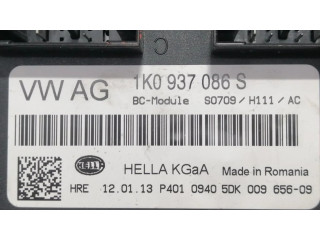 VW AG 1K0 937 086 S
BC-Module S0709/H111/AC
HELLA HELLA KGaA Made in Romania
HRE 12.01.13 P401 0940 5DK 009 656-09